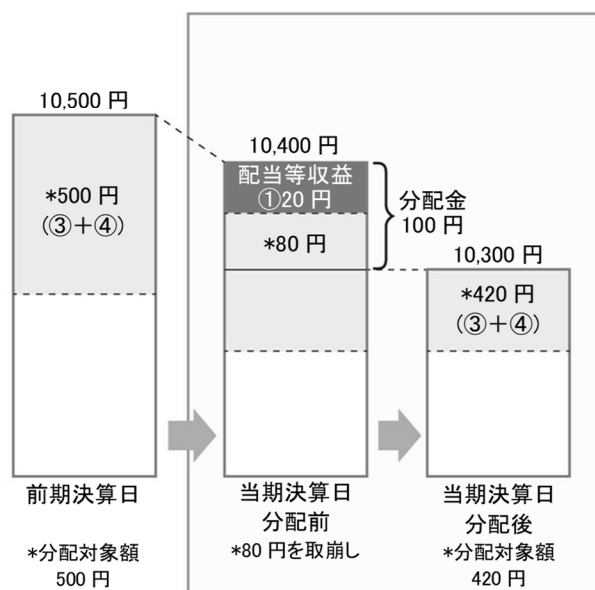 10,500 円
*500 円
(③+④)
前期決算日
*分配対象額
500 円
10,400 円
配当等収益
①20 円
*80 円
分配金
100 円
当期決算日
分配前
*80 円を取崩し
10,300 円
*420 円
(③+④)
当期決算日
分配後
*分配対象額
420 円